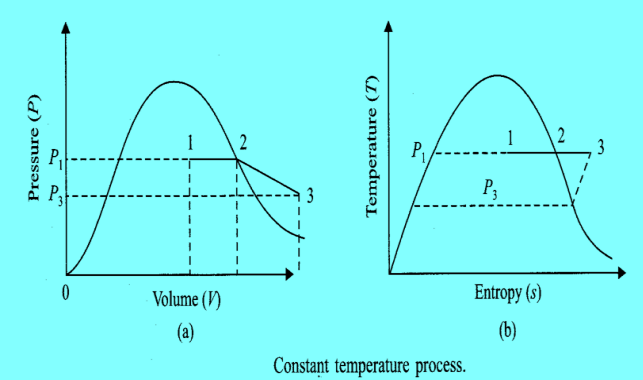 Pressure (P)
P1
P3
1
2
3
0
Volume (V)
(a)
Temperature (T)
P1
P3
1
2
3
Entropy (s)
(b)
Constant temperature process.